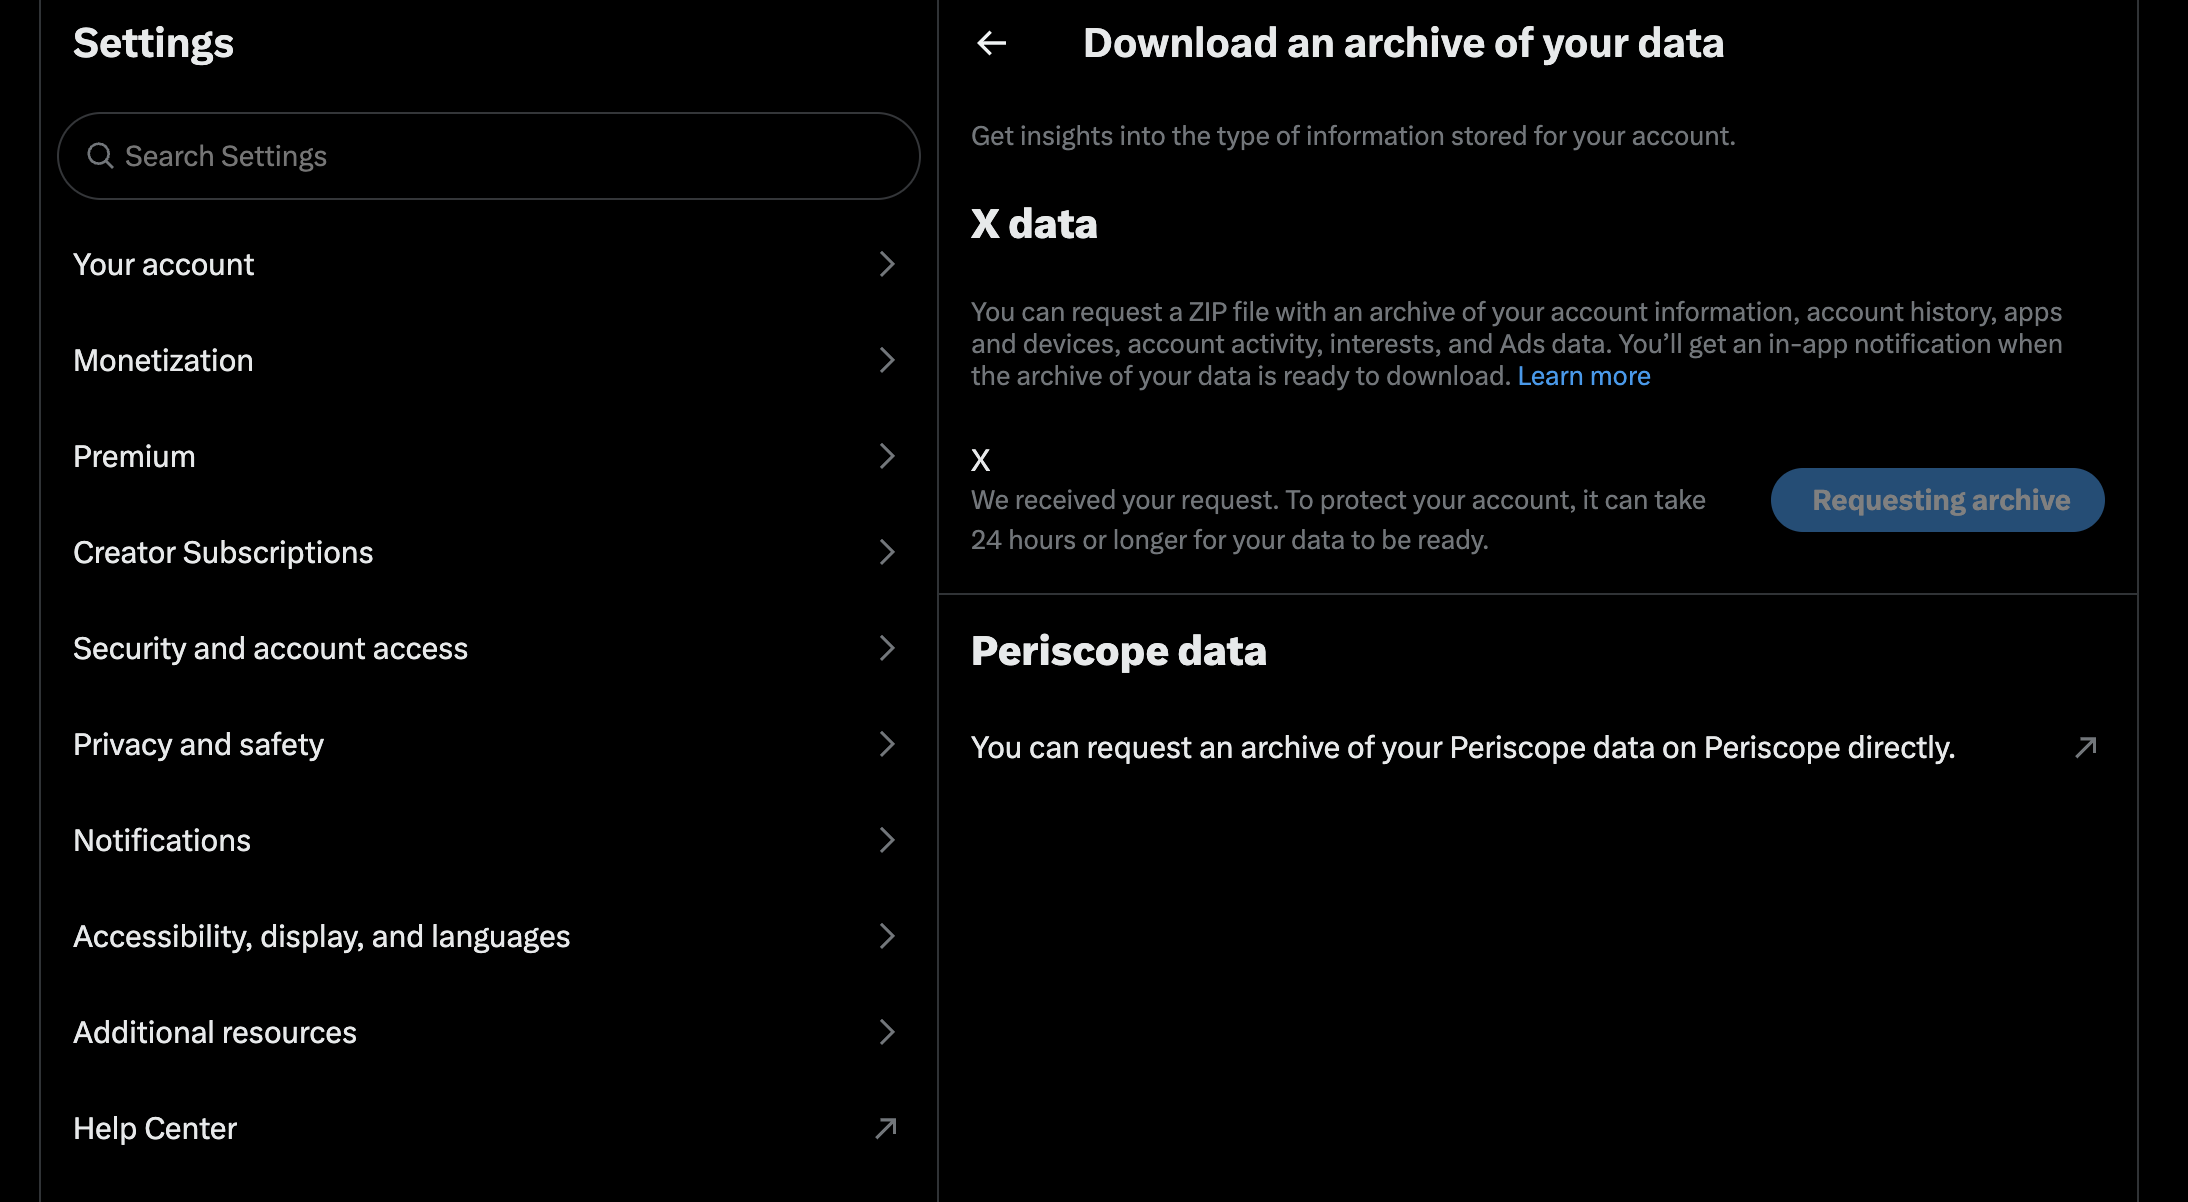 Settings
Search Settings
Your account
Monetization
Premium
Creator Subscriptions
Security and account access
Privacy and safety
Notifications
Accessibility, display, and languages
Additional resources
Help Center
Download an archive of your data
Get insights into the type of information stored for your account.
X data
You can request a ZIP file with an archive of your account information, account history, apps
and devices, account activity, interests, and Ads data. You’ll get an in-app notification when
the archive of your data is ready to download. Learn more
X
We received your request. To protect your account, it can take
24 hours or longer for your data to be ready.
Requesting archive
Periscope data
You can request an archive of your Periscope data on Periscope directly.